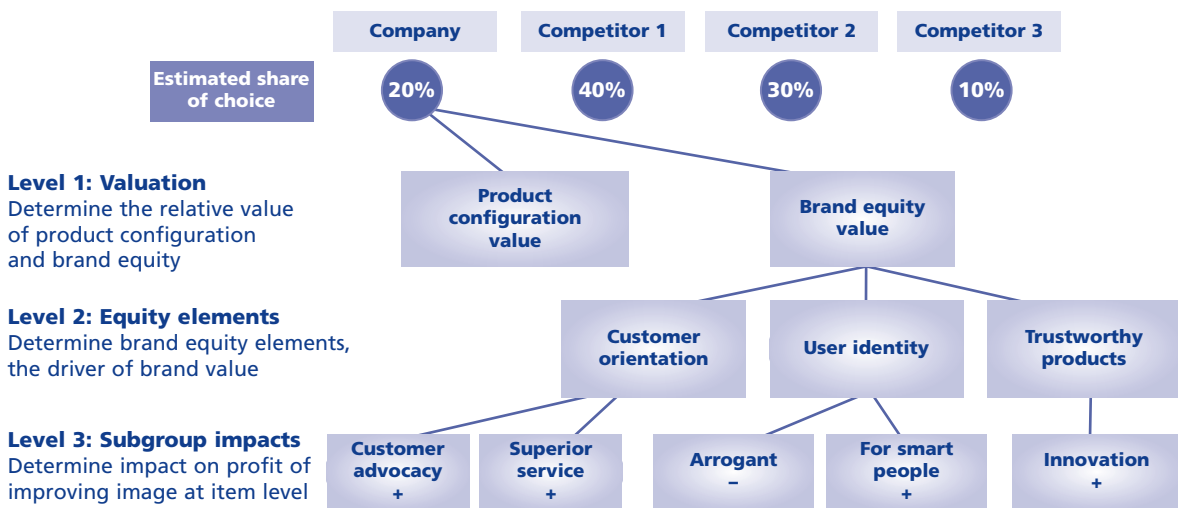 Company
Competitor 1
Competitor 2
Competitor 3
Estimated share
of choice
20%
40%
30%
10%
Level 1: Valuation
Determine the relative value
of product configuration
and brand equity
Product
configuration
value
Brand equity
value
Level 2: Equity elements
Determine brand equity elements,
the driver of brand value
Customer
orientation
User identity
Trustworthy
products
Level 3: Subgroup impacts
Determine impact on profit of
improving image at item level
Customer
advocacy
+
Superior
service
+
Arrogant
–
For smart
people
+
Innovation
+